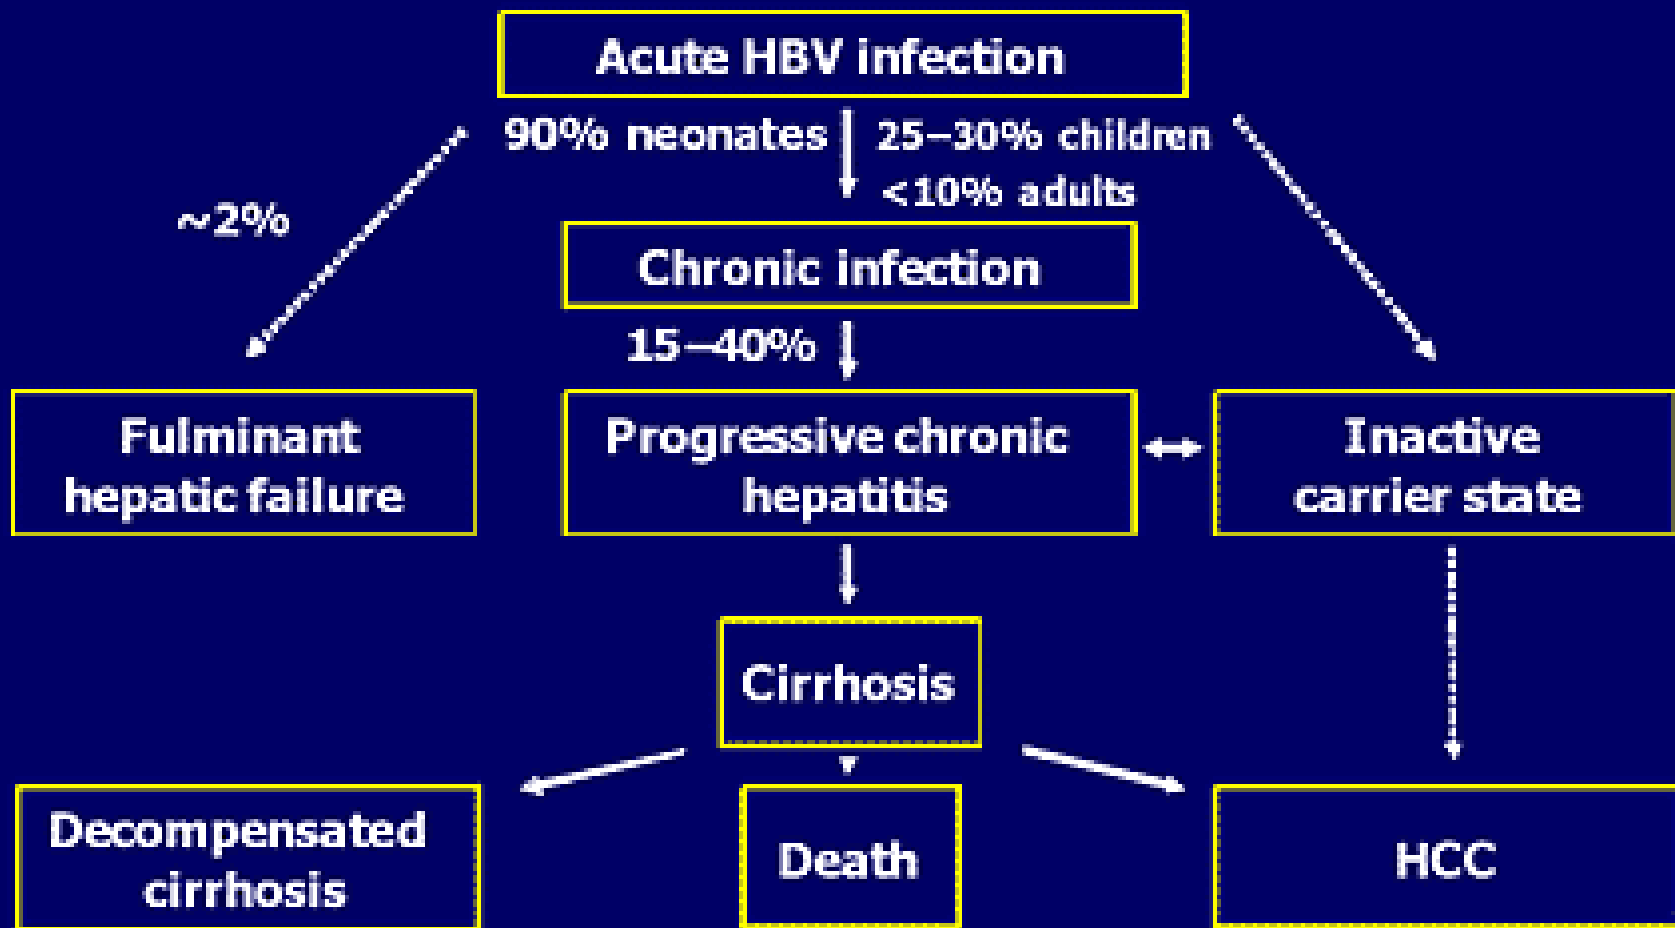 Acute HBV infection
90% neonates
25–30% children
<10% adults
~2%
Chronic infection
15–40%
Fulminant
hepatic failure
Progressive chronic
hepatitis
Inactive
carrier state
Cirrhosis
Decompensated
cirrhosis
Death
HCC